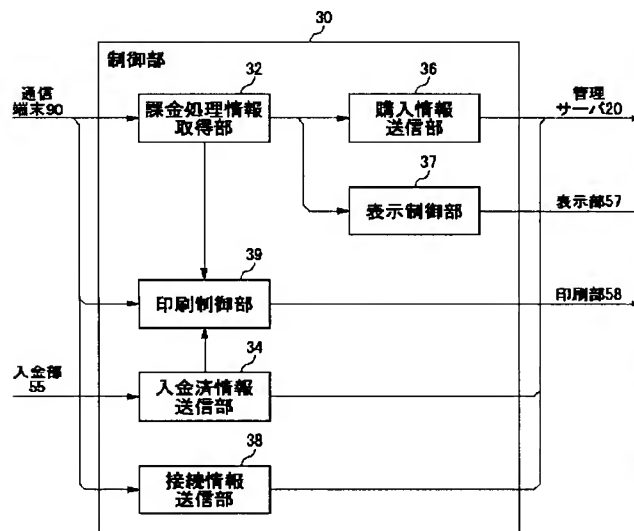 30
制御部
32
36
通信
端末90
課金処理情報
取得部
購入情報
送信部
管理
サーバ20
37
表示制御部
表示部57
39
印刷制御部
印刷部58
34
入金部
55
入金済情報
送信部
38
接続情報
送信部